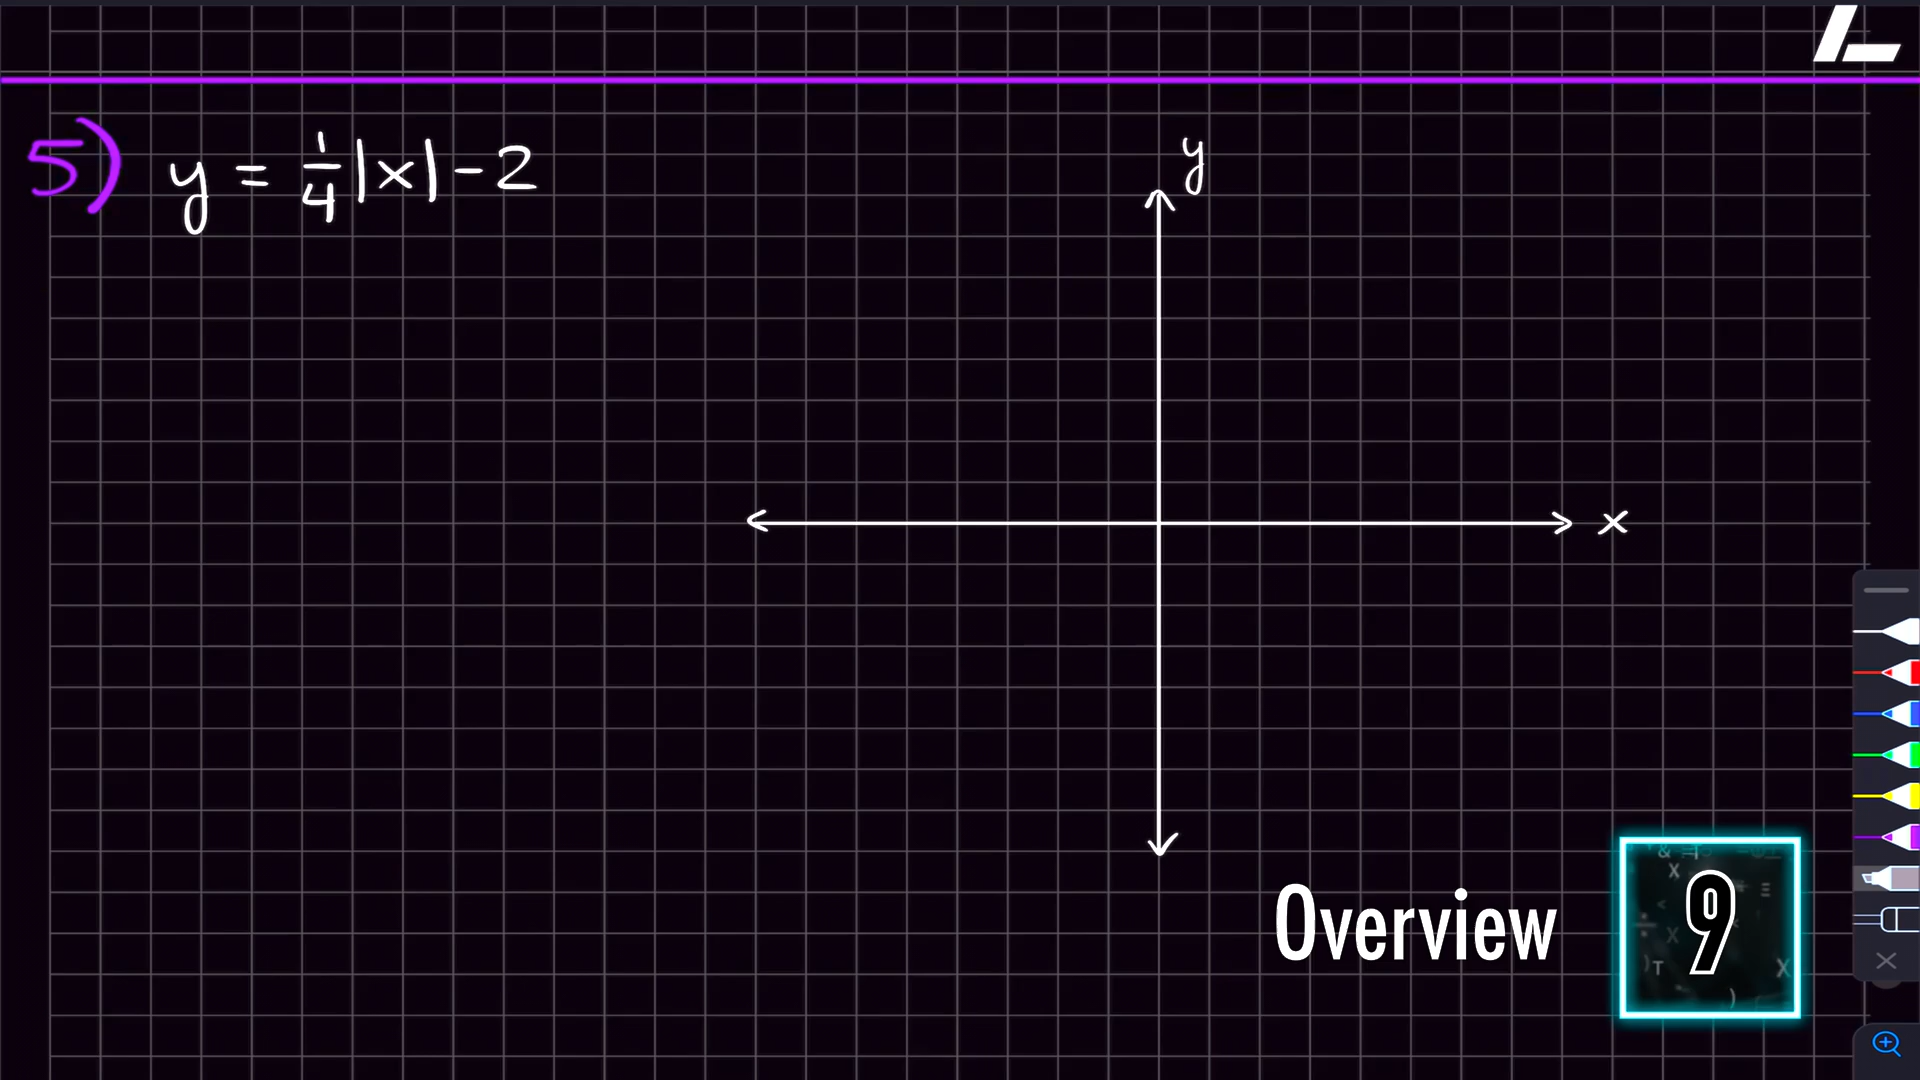 5) y = 1/4|x| - 2
y
x
Overview 9